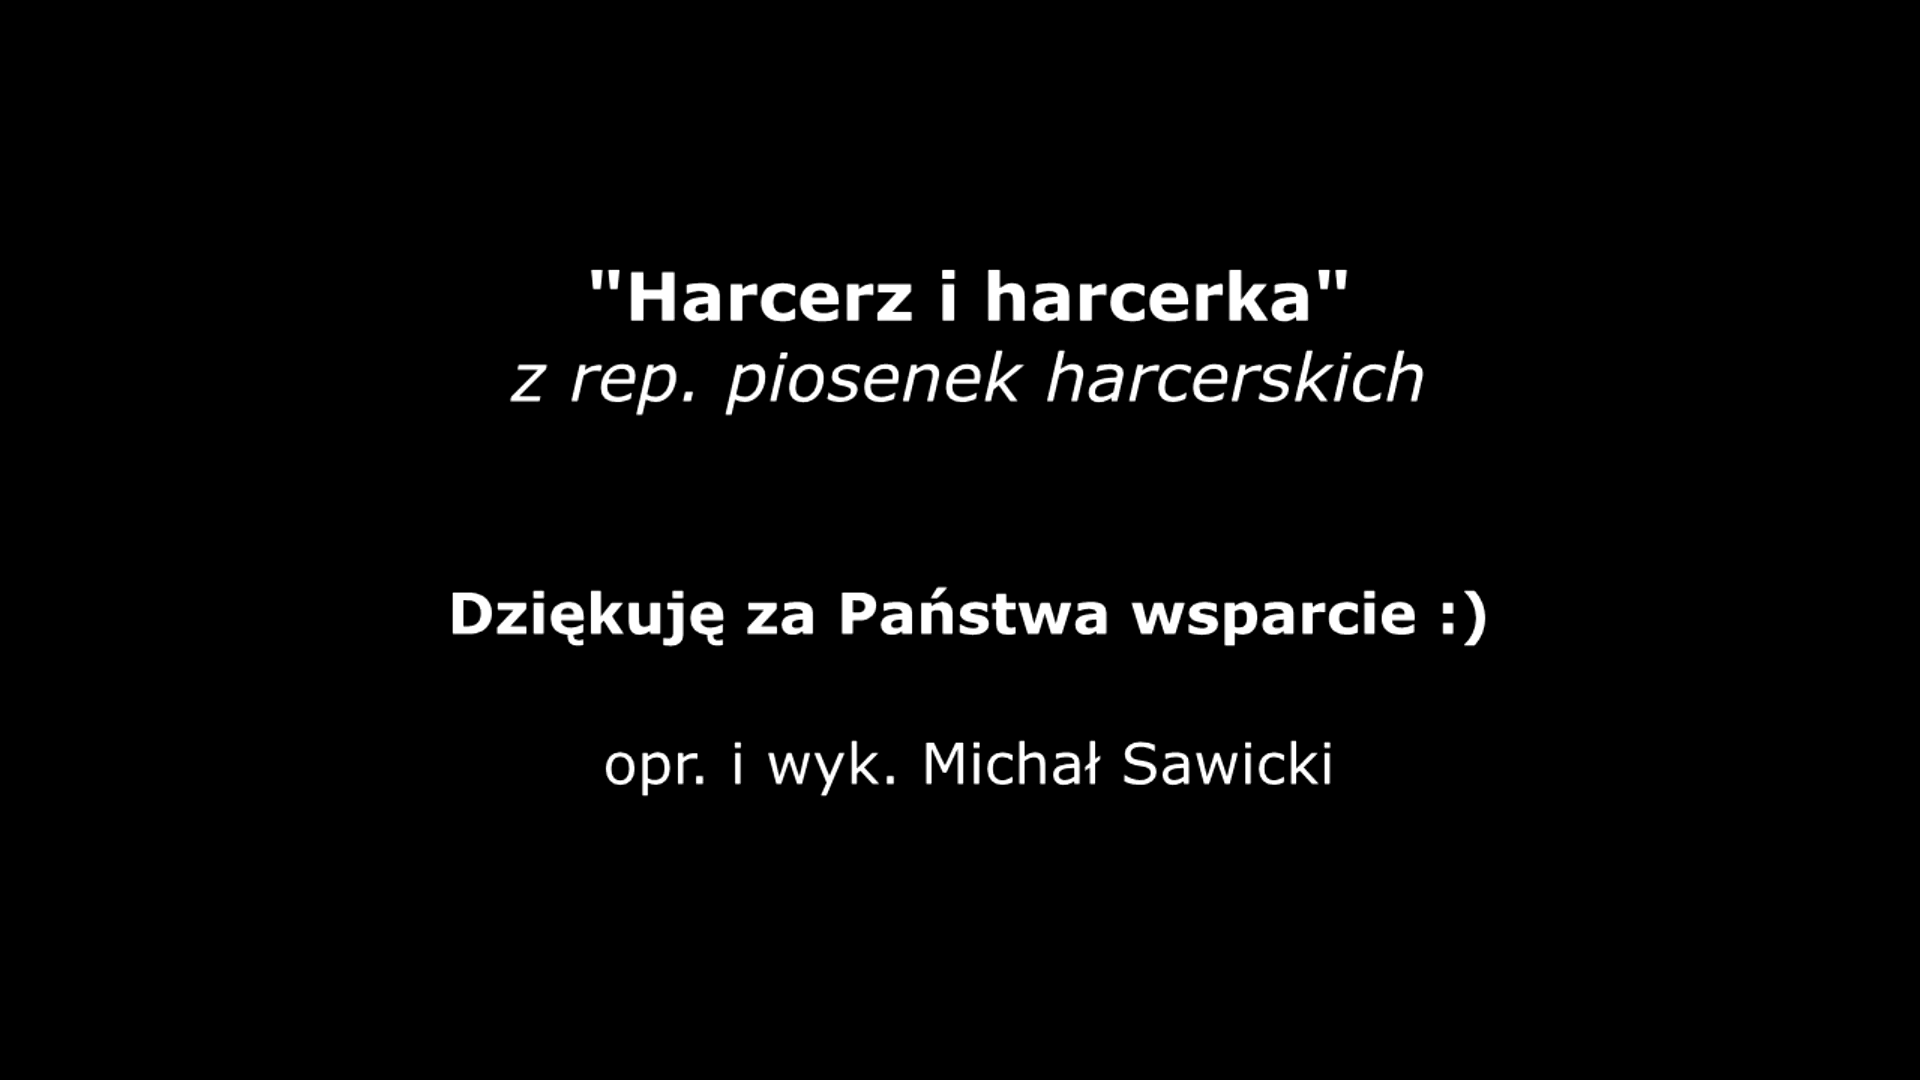 "Harcerz i harcerka"
z rep. piosenek harcerskich
Dziękuję za Państwa wsparcie :)
opr. i wyk. Michał Sawicki